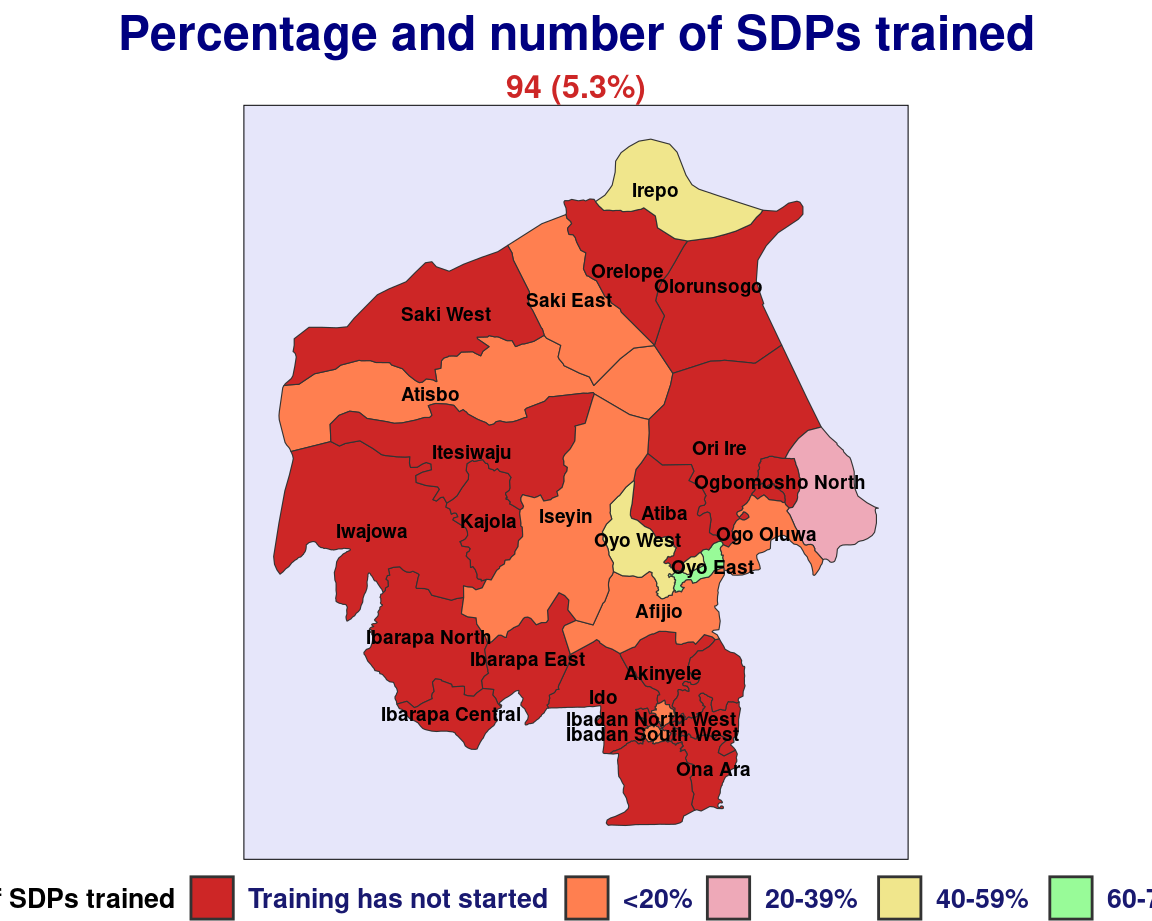 Percentage and number of SDPs trained
94 (5.3%)
Irepo
Orelope
Olorunsogo
Saki East
Saki West
Atisbo
Itesiwaju
Ori Ire
Ogbomosho North
Kajola
Iseyin
Atiba
Iwajowa
Oyo West
Ogo Oluwa
Oyo East
Afijio
Ibarapa North
Ibarapa East
Akinyele
Ido
Ibarapa Central
Ibadan North West
Ibadan South West
Ona Ara
SDPs trained Training has not started <20% 20-39% 40-59% 60-7